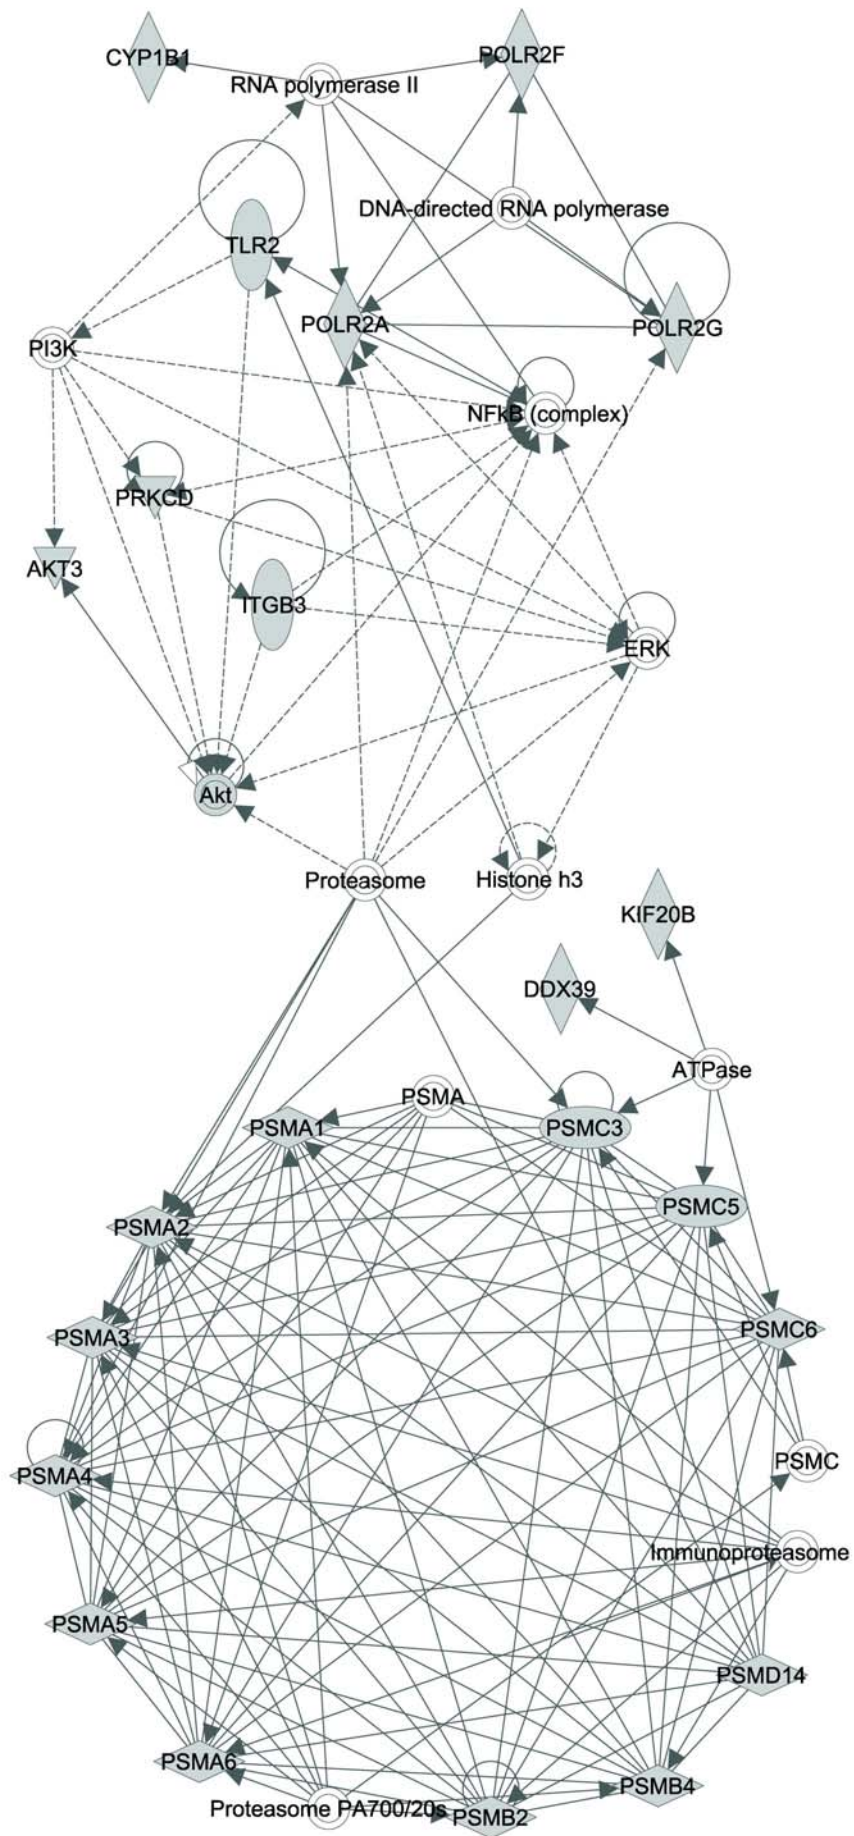 CYP1B1
POLR2F
RNA polymerase II
DNA-directed RNA polymerase
TLR2
POLR2A
POLR2G
PI3K
NFkB (complex)
PRKCD
AKT3
ITGB3
ERK
Akt
Proteasome
Histone h3
KIF20B
DDX39
ATPase
PSMA
PSMA1
PSMC3
PSMC5
PSMA2
PSMA3
PSMC6
PSMC
PSMA4
Immunoproteasome
PSMA5
PSMD14
PSMA6
PSMB4
Proteasome PA700/20s
PSMB2